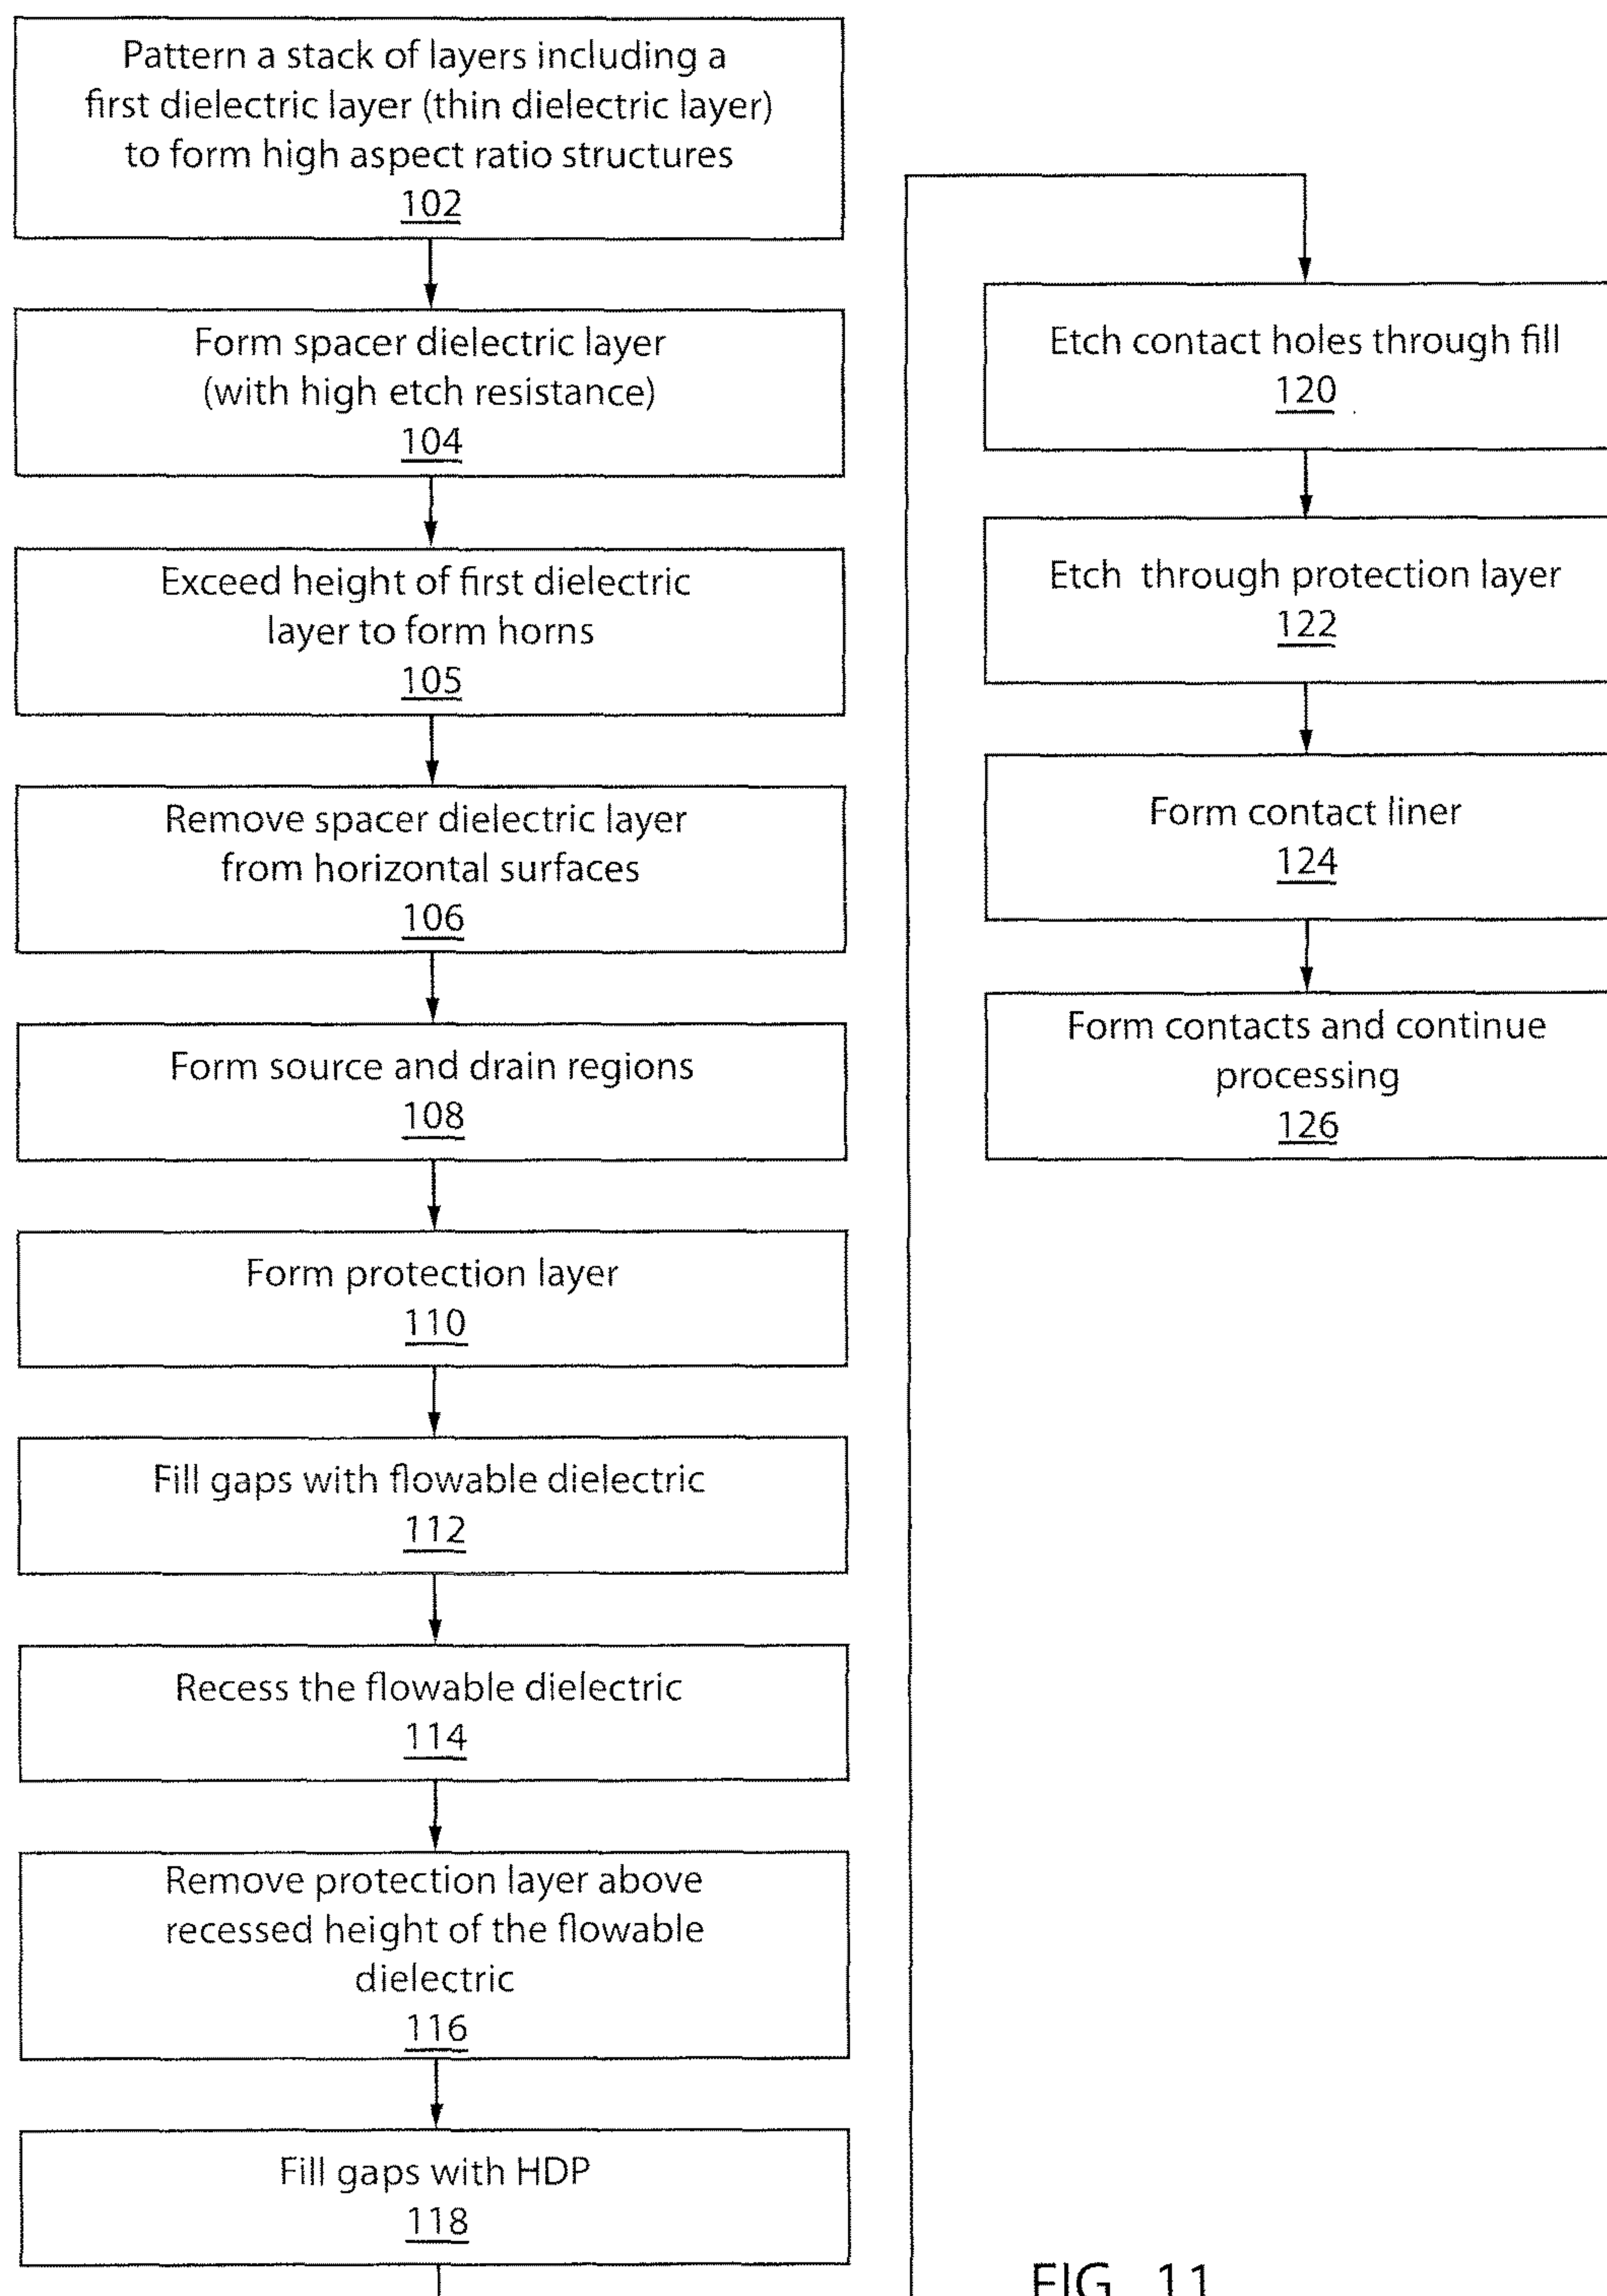 Pattern a stack of layers including a
first dielectric layer (thin dielectric layer)
to form high aspect ratio structures
102
Form spacer dielectric layer
(with high etch resistance)
104
Exceed height of first dielectric
layer to form horns
105
Remove spacer dielectric layer
from horizontal surfaces
106
Form source and drain regions
108
Form protection layer
110
Fill gaps with flowable dielectric
112
Recess the flowable dielectric
114
Remove protection layer above
recessed height of the flowable
dielectric
116
Fill gaps with HDP
118
Etch contact holes through fill
120
Etch through protection layer
122
Form contact liner
124
Form contacts and continue
processing
126
FIG. 11